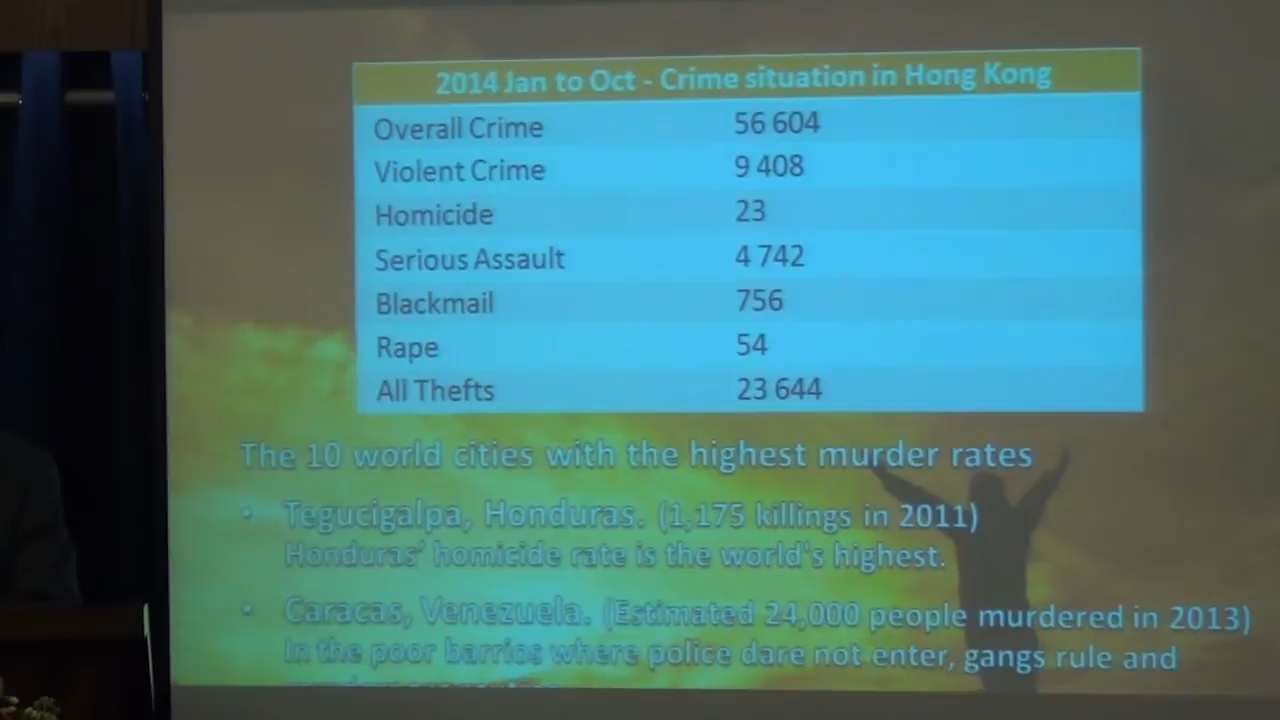 2014 Jan to Oct - Crime situation in Hong Kong
Overall Crime 56 604
Violent Crime 9 408
Homicide 23
Serious Assault 4 742
Blackmail 756
Rape 54
All Thefts 23 644
The 10 world cities with the highest murder rates
• Tegucigalpa, Honduras. (1,175 killings in 2011)
Honduras' homicide rate is the world's highest.
• Caracas, Venezuela. (Estimated 24,000 people murdered in 2013)
In the poor barrios where police dare not enter, gangs rule and